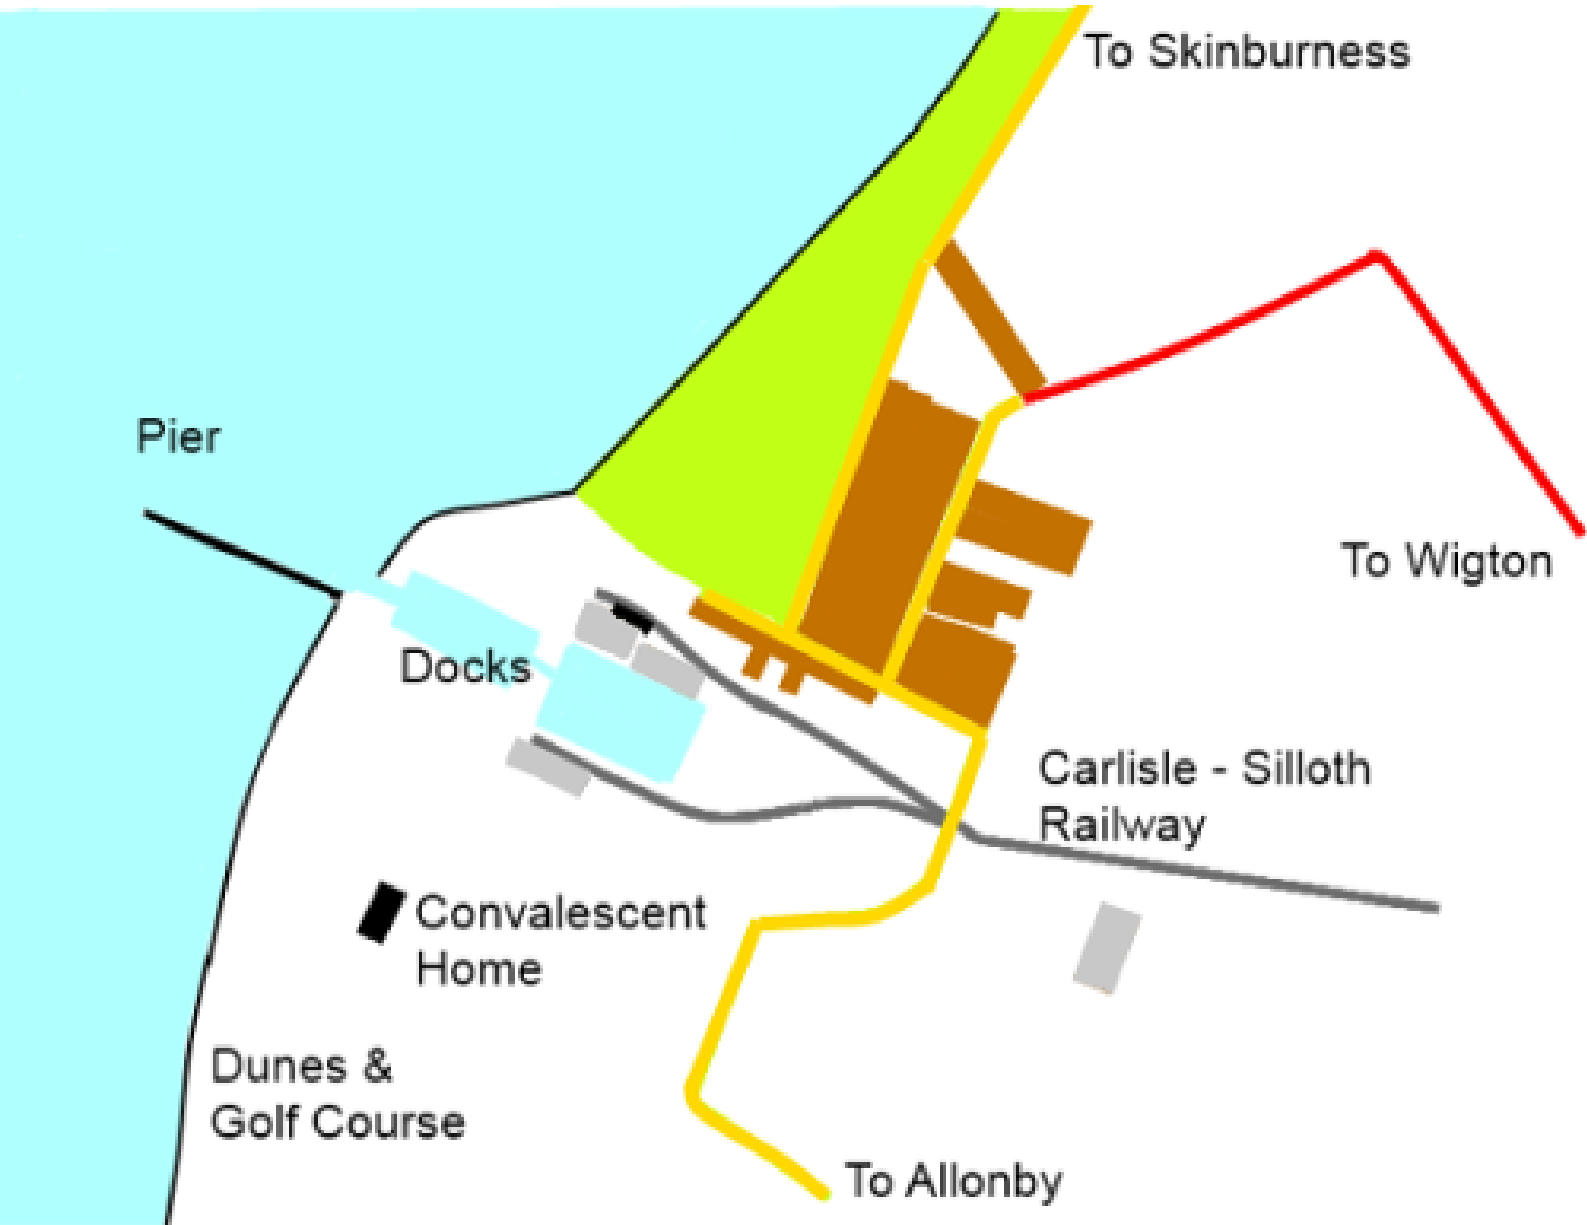 To Skinburness
Pier
To Wigton
Docks
Carlisle - Silloth
Railway
Convalescent
Home
Dunes &
Golf Course
To Allonby